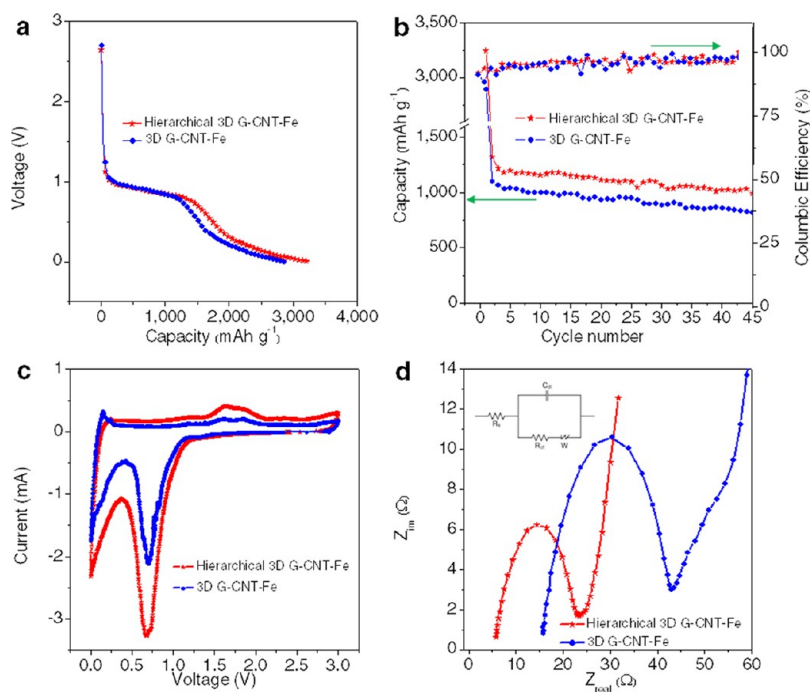 a
Voltage (V)
3
2
1
0
Hierarchical 3D G-CNT-Fe
3D G-CNT-Fe
0
1,000
2,000
3,000
4,000
Capacity (mAh g⁻¹)
b
Capacity (mAh g⁻¹)
3,500
3,000
1,500
1,250
1,000
750
500
Hierarchical 3D G-CNT-Fe
3D G-CNT-Fe
100
75
50
25
0
Columbic Efficiency (%)
0 5 10 15 20 25 30 35 40 45
Cycle number
c
Current (mA)
1
0
-1
-2
-3
Hierarchical 3D G-CNT-Fe
3D G-CNT-Fe
0.0 0.5 1.0 1.5 2.0 2.5 3.0
Voltage (V)
d
Zim (Ω)
14
12
10
8
6
4
2
0
W
Hierarchical 3D G-CNT-Fe
3D G-CNT-Fe
0 10 20 30 40 50 60
Zreal (Ω)